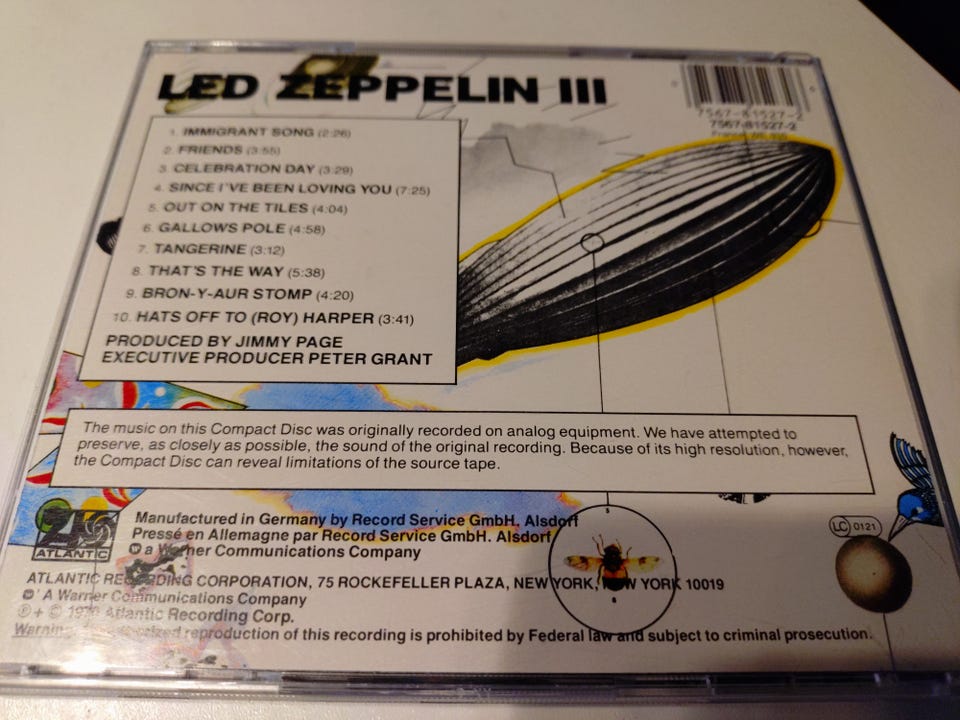 LED ZEPPELIN III
7567-81527-2
7567-81527-2
France: WE 3
1. IMMIGRANT SONG (2:26)
2. FRIENDS (3:55)
3. CELEBRATION DAY (3:29)
4. SINCE I'VE BEEN LOVING YOU (7:25)
5. OUT ON THE TILES (4:04)
6. GALLOWS POLE (4:58)
7. TANGERINE (3:12)
8. THAT'S THE WAY (5:38)
9. BRON-Y-AUR STOMP (4:20)
10. HATS OFF TO (ROY) HARPER (3:41)
PRODUCED BY JIMMY PAGE
EXECUTIVE PRODUCER PETER GRANT
The music on this Compact Disc was originally recorded on analog equipment. We have attempted to
preserve, as closely as possible, the sound of the original recording. Because of its high resolution, however,
the Compact Disc can reveal limitations of the source tape.
ATLANTIC
Manufactured in Germany by Record Service GmbH, Alsdorf
Pressé en Allemagne par Record Service GmbH. Alsdorf
a Warner Communications Company
LC 0121
ATLANTIC RECORDING CORPORATION, 75 ROCKEFELLER PLAZA, NEW YORK, NEW YORK 10019
A Warner Communications Company
℗ + © 1970 Atlantic Recording Corp.
Warning: reproduction of this recording is prohibited by Federal law and subject to criminal prosecution.